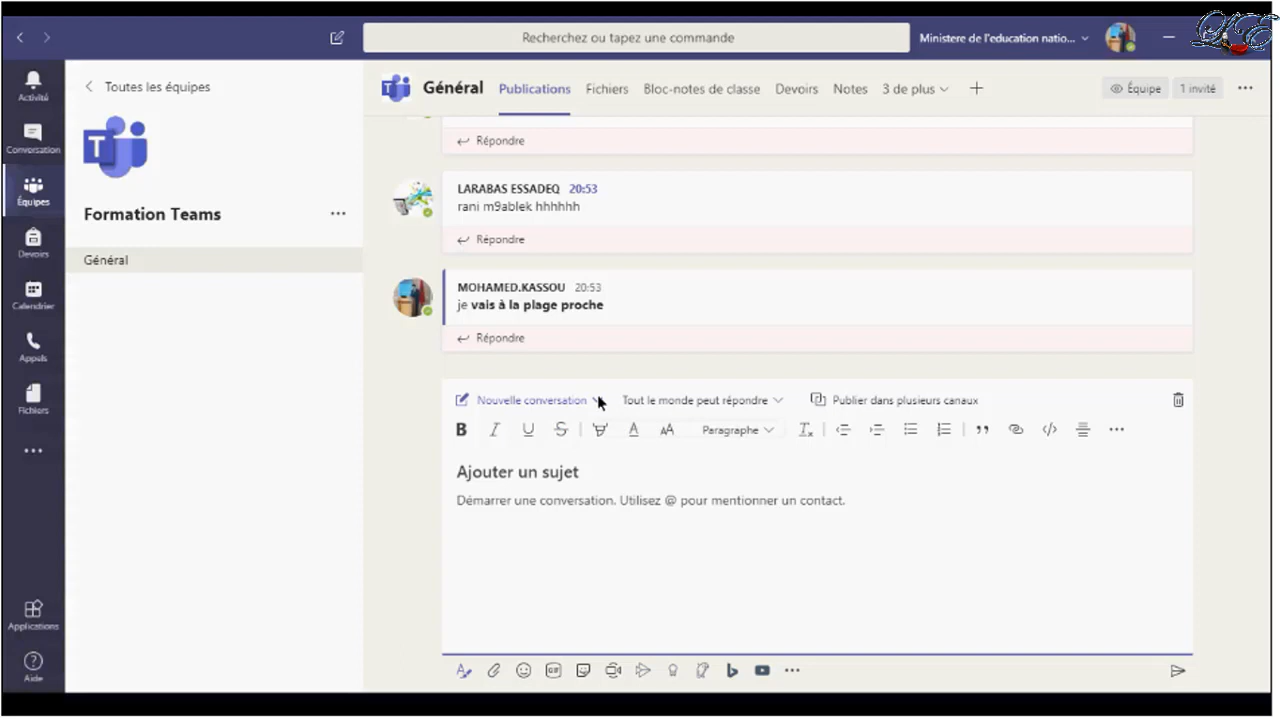 Recherchez ou tapez une commande
Ministere de l'education natio...
Activité
Conversation
Équipes
Devoirs
Calendrier
Appels
Fichiers
Applications
Aide
Toutes les équipes
T
Formation Teams
Général
T
Général
Publications
Fichiers
Bloc-notes de classe
Devoirs
Notes
3 de plus
Équipe
1 invité
Répondre
LARABAS ESSADEQ 20:53
rani m9ablek hhhhhh
Répondre
MOHAMED.KASSOU 20:53
je vais à la plage proche
Répondre
Nouvelle conversation
Tout le monde peut répondre
Publier dans plusieurs canaux
Paragraphe
Ajouter un sujet
Démarrer une conversation. Utilisez @ pour mentionner un contact.
GIF